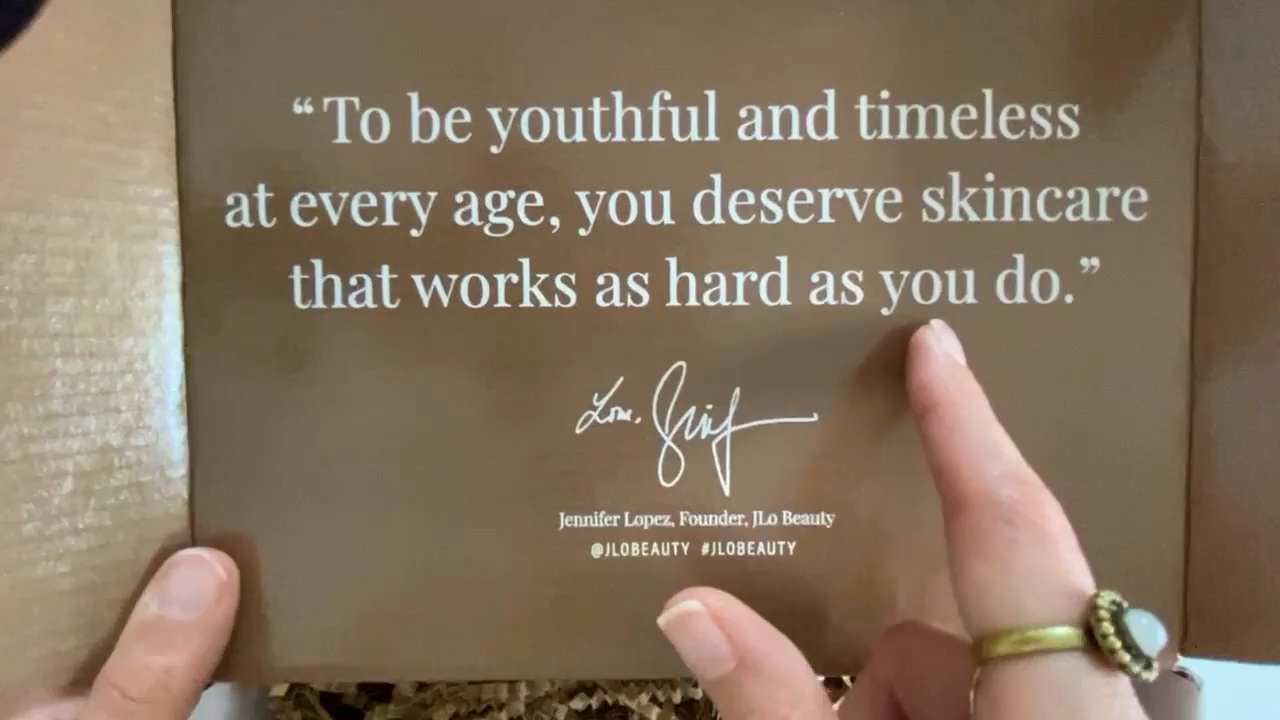 “To be youthful and timeless
at every age, you deserve skincare
that works as hard as you do.”
Love,
Jennifer Lopez, Founder, JLo Beauty
@JLOBEAUTY #JLOBEAUTY